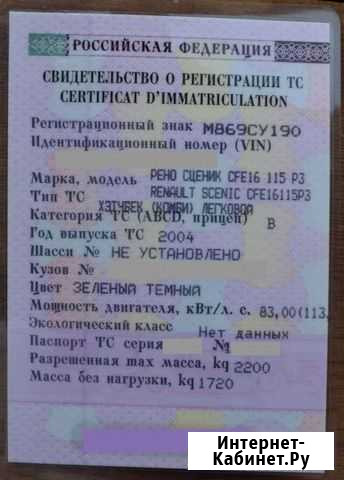 РОССИЙСКАЯ ФЕДЕРАЦИЯ
СВИДЕТЕЛЬСТВО О РЕГИСТРАЦИИ ТС
CERTIFICAT D'IMMATRICULATION
Регистрационный знак М869СУ190
Идентификационный номер (VIN)
Марка, модель РЕНО СЦЕНИК CFE16 115 P3
Тип ТС RENAULT SCENIC CFE16115P3
ХЭТЧБЕК (КОМБИ) ЛЕГКОВОЙ
Категория ТС (ABCD, прицеп) B
Год выпуска ТС 2004
Шасси № НЕ УСТАНОВЛЕНО
Кузов №
Цвет ЗЕЛЕНЫЙ ТЕМНЫЙ
Мощность двигателя, кВт/л. с. 83,00(113,
Экологический класс Нет данных
Паспорт ТС серия №
Разрешенная max масса, kg 2200
Масса без нагрузки, kg 1720
Интернет-
Кабинет.Ру